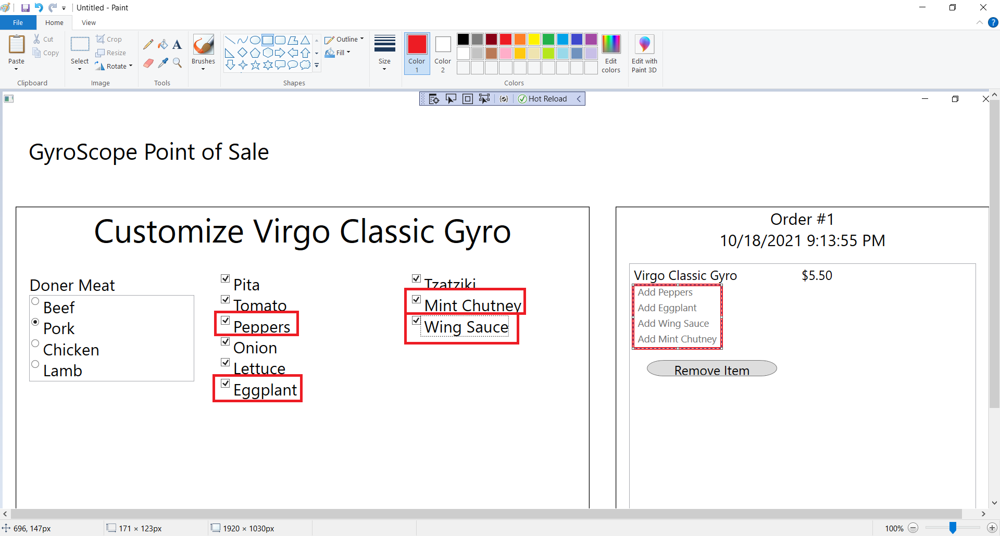 Untitled - Paint
File Home View
Paste
Cut
Copy
Clipboard
Select
Crop
Resize
Rotate
Image
A
Tools
Brushes
Outline
Fill
Shapes
Size
Color 1
Color 2
Edit colors
Colors
Edit with Paint 3D
Hot Reload
GyroScope Point of Sale
Customize Virgo Classic Gyro
Doner Meat
Beef
Pork
Chicken
Lamb
Pita
Tomato
Peppers
Onion
Lettuce
Eggplant
Tzatziki
Mint Chutney
Wing Sauce
Order #1
10/18/2021 9:13:55 PM
Virgo Classic Gyro $5.50
Add Peppers
Add Eggplant
Add Wing Sauce
Add Mint Chutney
Remove Item
696, 147px
171 × 123px
1920 × 1030px
100%